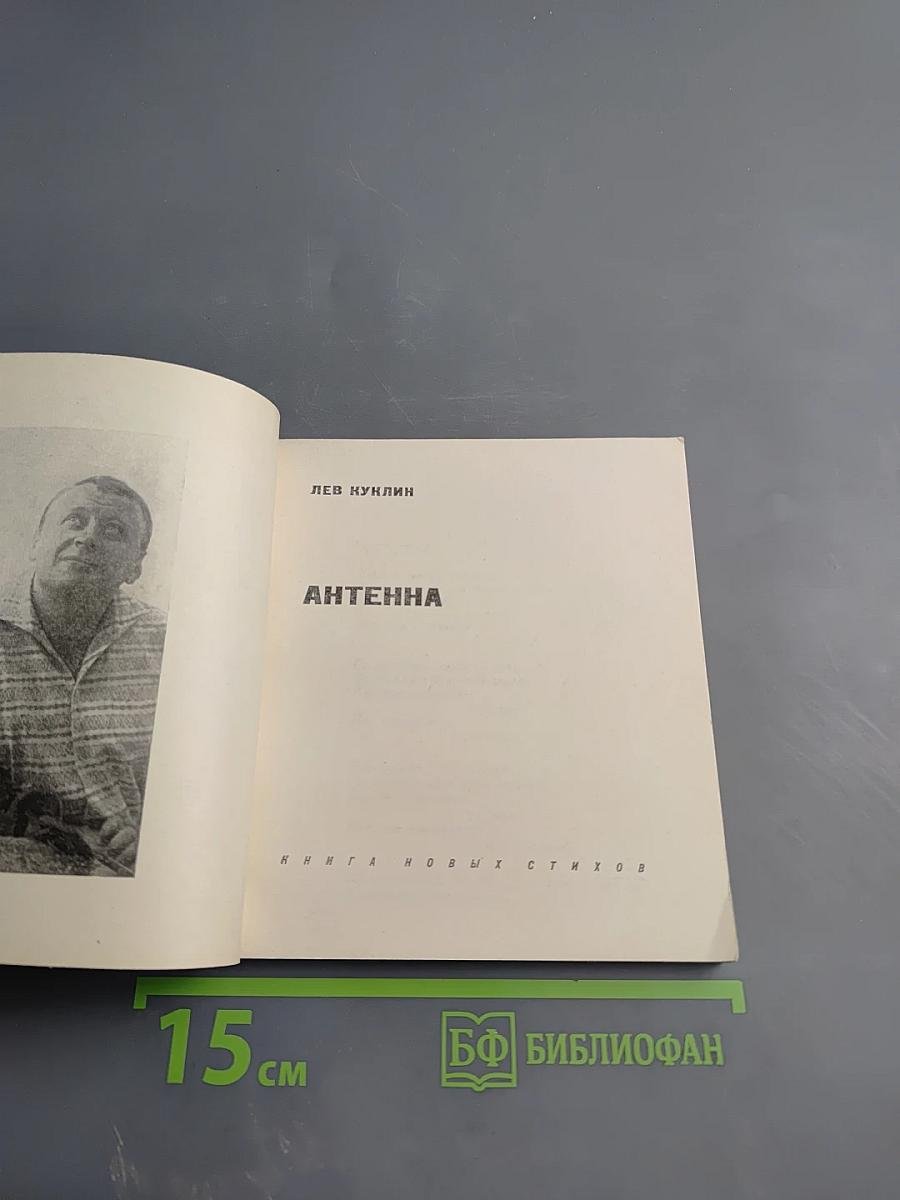 ЛЕВ КУКЛИН
АНТЕННА
КНИГА НОВЫХ СТИХОВ
15 см
БФ БИБЛИОФАН